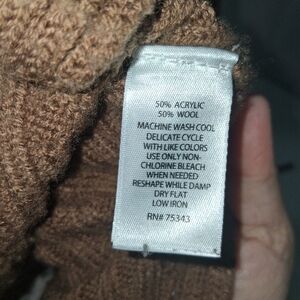 50% ACRYLIC
50% WOOL
MACHINE WASH COOL
DELICATE CYCLE
WITH LIKE COLORS
USE ONLY NON-
CHLORINE BLEACH
WHEN NEEDED
RESHAPE WHILE DAMP
DRY FLAT
LOW IRON
RN# 75343